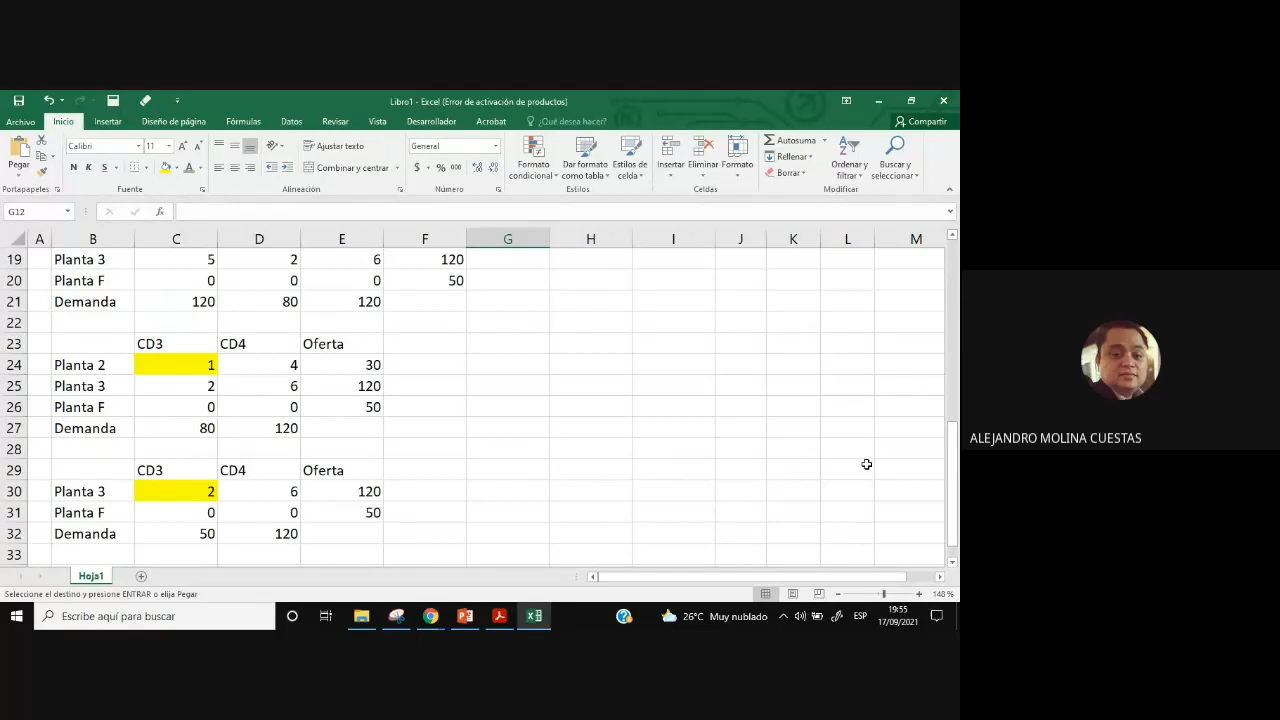 Libro1 - Excel (Error de activación de productos)
Archivo Inicio Insertar Diseño de página Fórmulas Datos Revisar Vista Desarrollador Acrobat ¿Qué desea hacer? Compartir
Pegar
Calibri 11
N K S
Ajustar texto
Combinar y centrar
General
$ % 000
Formato condicional
Dar formato como tabla
Estilos de celda
Insertar
Eliminar
Formato
Autosuma
Rellenar
Borrar
Ordenar y filtrar
Buscar y seleccionar
Portapapeles Fuente Alineación Número Estilos Celdas Modificar
G12 fx
A B C D E F G H I J K L M
19 Planta 3 5 2 6 120
20 Planta F 0 0 0 50
21 Demanda 120 80 120
22
23 CD3 CD4 Oferta
24 Planta 2 1 4 30
25 Planta 3 2 6 120
26 Planta F 0 0 50
27 Demanda 80 120
28
29 CD3 CD4 Oferta
30 Planta 3 2 6 120
31 Planta F 0 0 50
32 Demanda 50 120
33
Hoja1
Seleccione el destino y presione ENTRAR o elija Pegar
148 %
Escribe aquí para buscar
26°C Muy nublado
ESP
19:55
17/09/2021
ALEJANDRO MOLINA CUESTAS